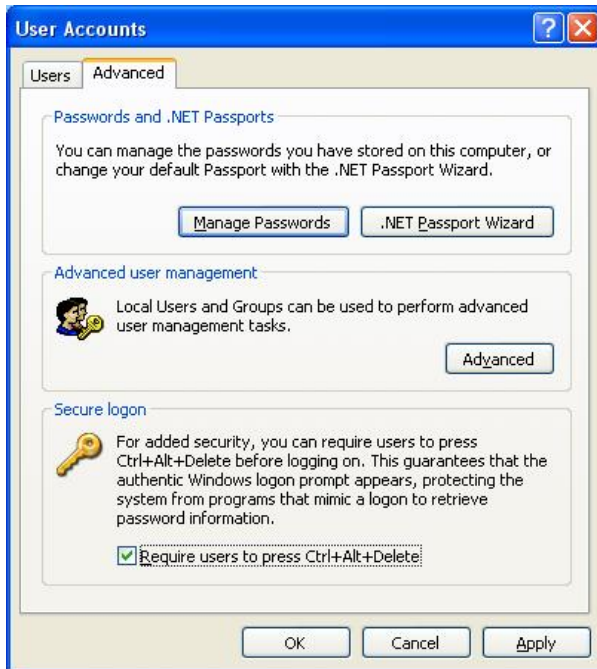 User Accounts
Users
Advanced
Passwords and .NET Passports
You can manage the passwords you have stored on this computer, or
change your default Passport with the .NET Passport Wizard.
Manage Passwords
.NET Passport Wizard
Advanced user management
Local Users and Groups can be used to perform advanced
user management tasks.
Advanced
Secure logon
For added security, you can require users to press
Ctrl+Alt+Delete before logging on. This guarantees that the
authentic Windows logon prompt appears, protecting the
system from programs that mimic a logon to retrieve
password information.
Require users to press Ctrl+Alt+Delete
OK
Cancel
Apply